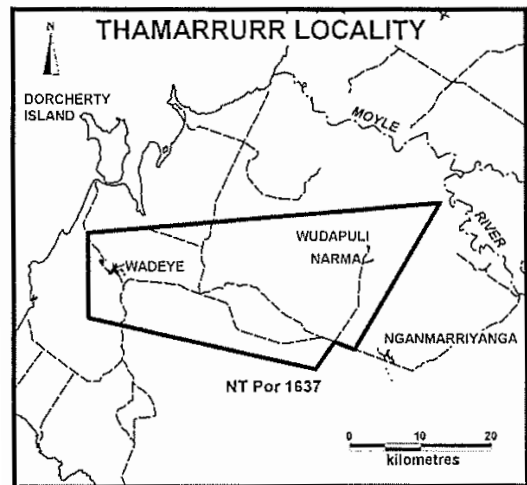 THAMARRURR LOCALITY
N
DORCHERTY
ISLAND
MOYLE
RIVER
WUDAPULI
NARMA
WADEYE
NGANMARRIYANGA
NT Por 1637
0 10 20
kilometres